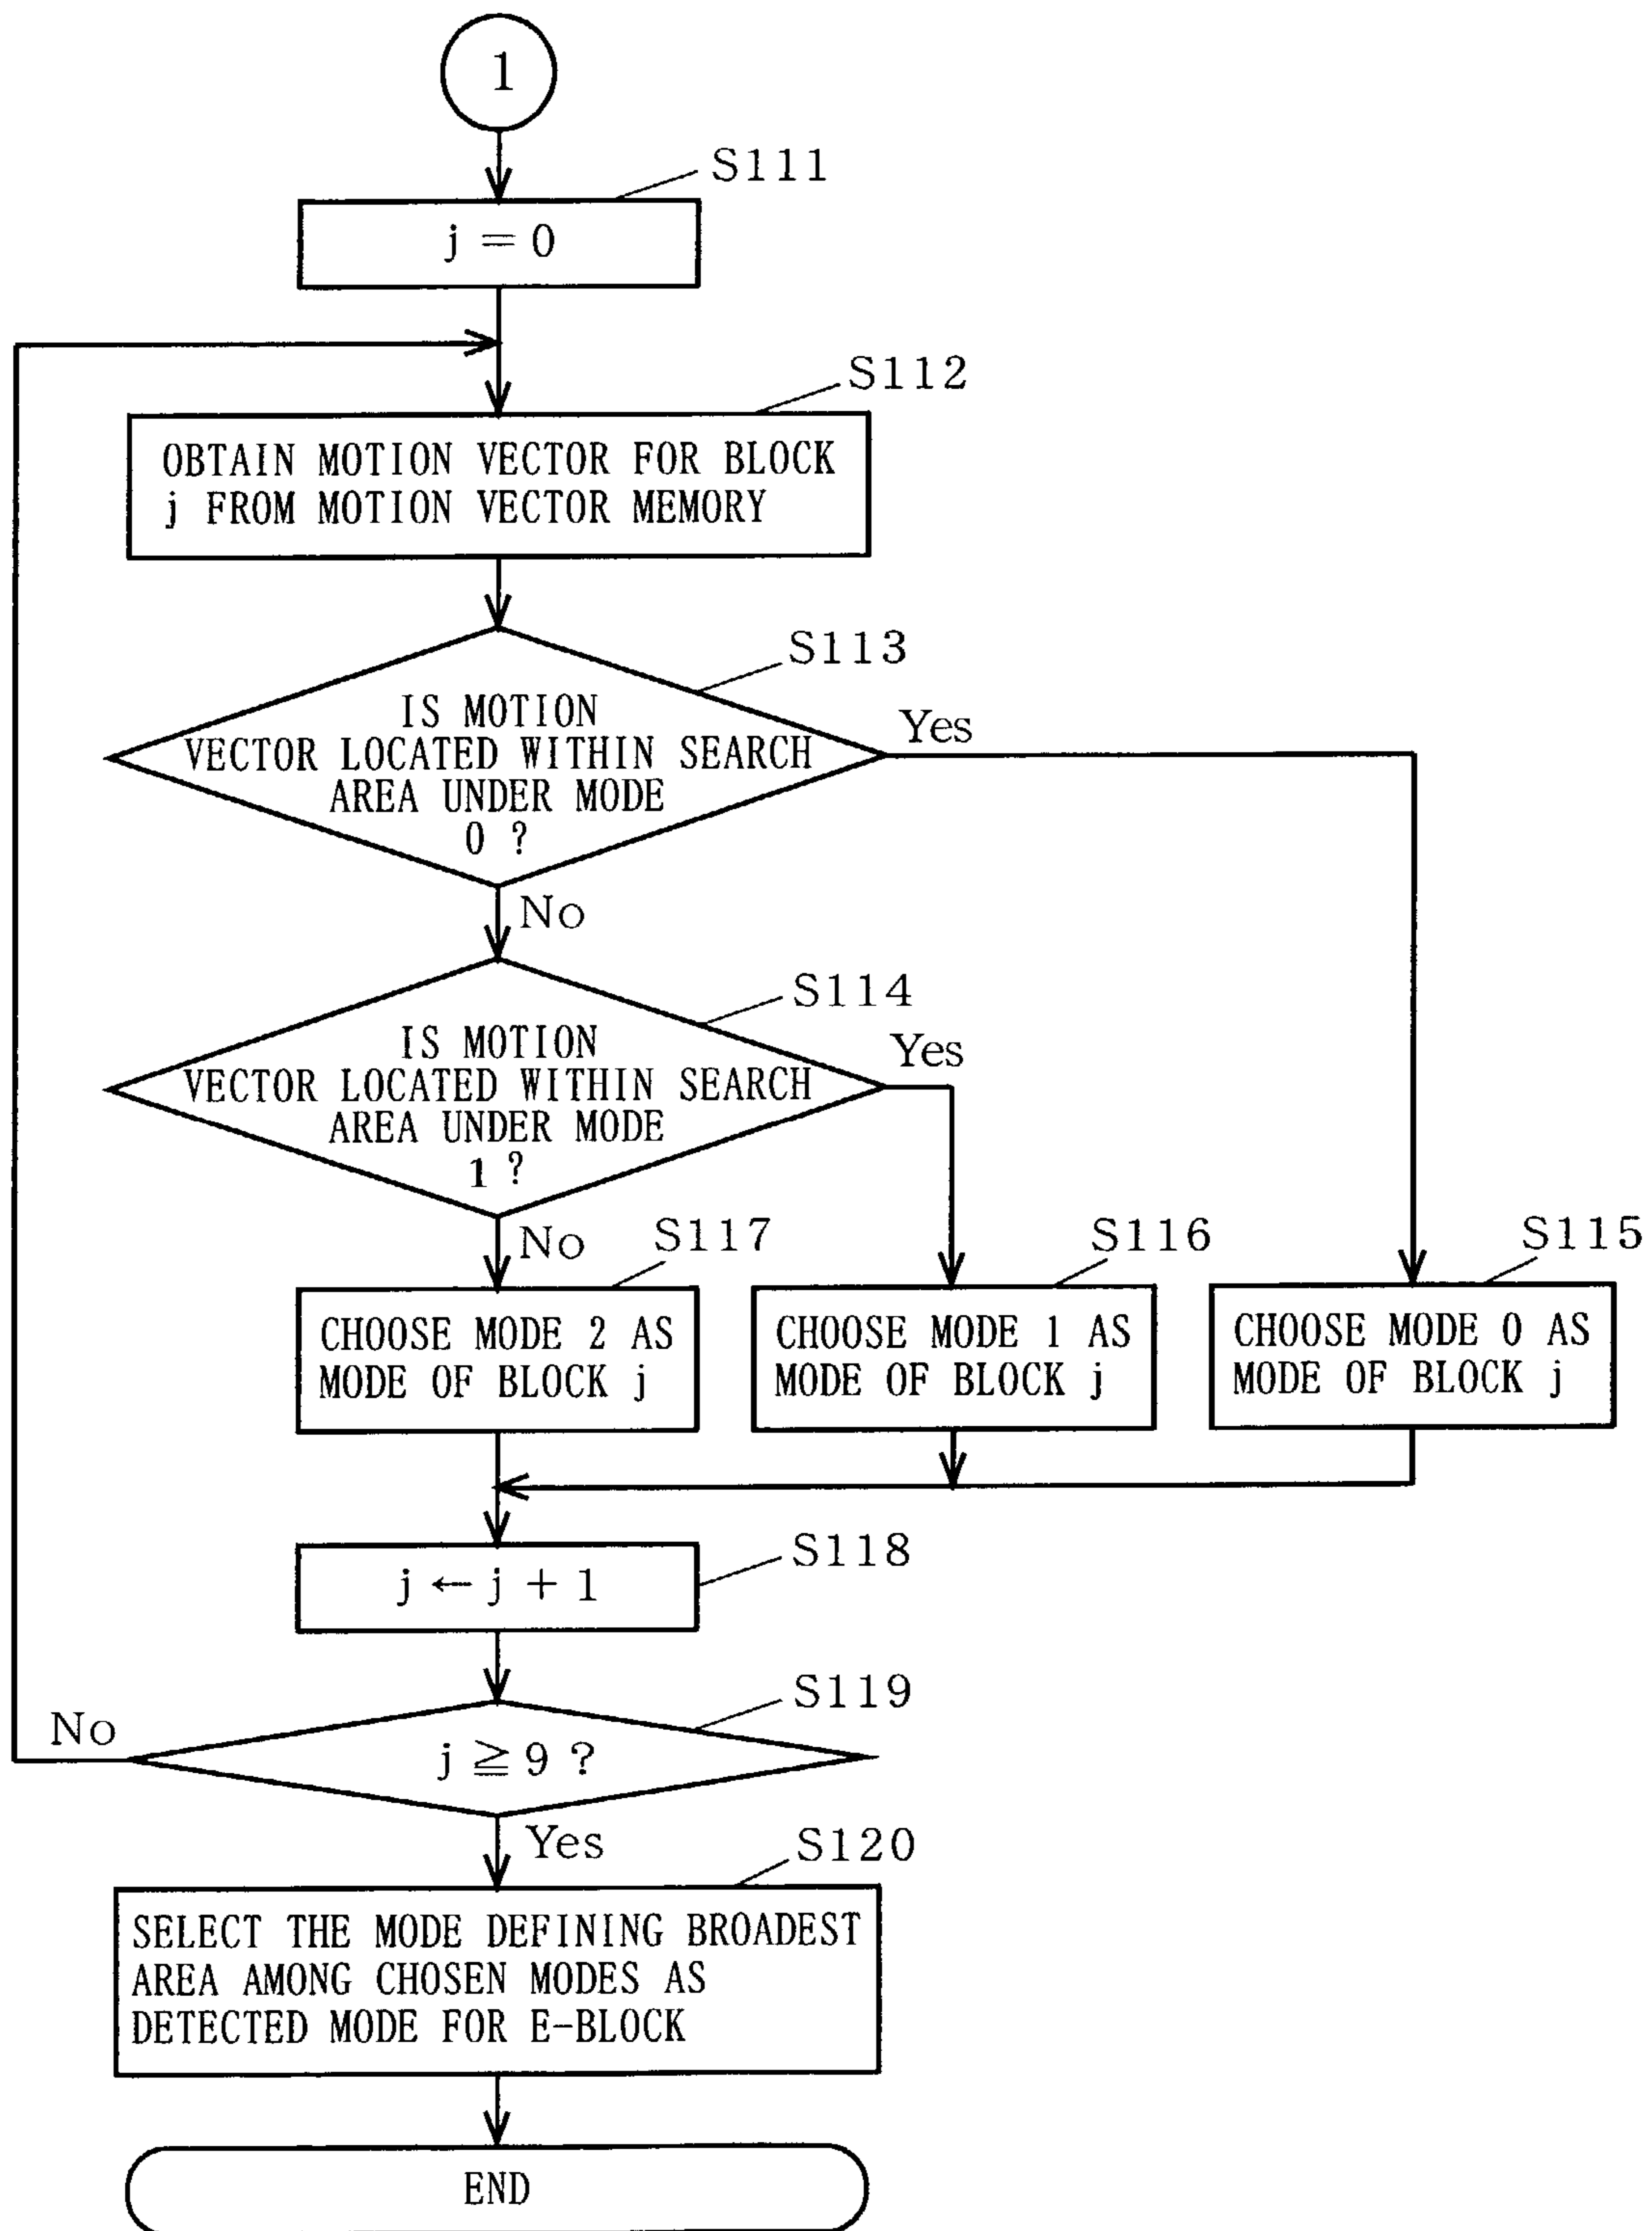 1
S111
j = 0
S112
OBTAIN MOTION VECTOR FOR BLOCK
j FROM MOTION VECTOR MEMORY
S113
IS MOTION
VECTOR LOCATED WITHIN SEARCH
AREA UNDER MODE
0 ?
Yes
No
S114
IS MOTION
VECTOR LOCATED WITHIN SEARCH
AREA UNDER MODE
1 ?
Yes
No
S117
S116
S115
CHOOSE MODE 2 AS
MODE OF BLOCK j
CHOOSE MODE 1 AS
MODE OF BLOCK j
CHOOSE MODE 0 AS
MODE OF BLOCK j
S118
j ← j + 1
S119
No
j ≧ 9 ?
Yes
S120
SELECT THE MODE DEFINING BROADEST
AREA AMONG CHOSEN MODES AS
DETECTED MODE FOR E-BLOCK
END